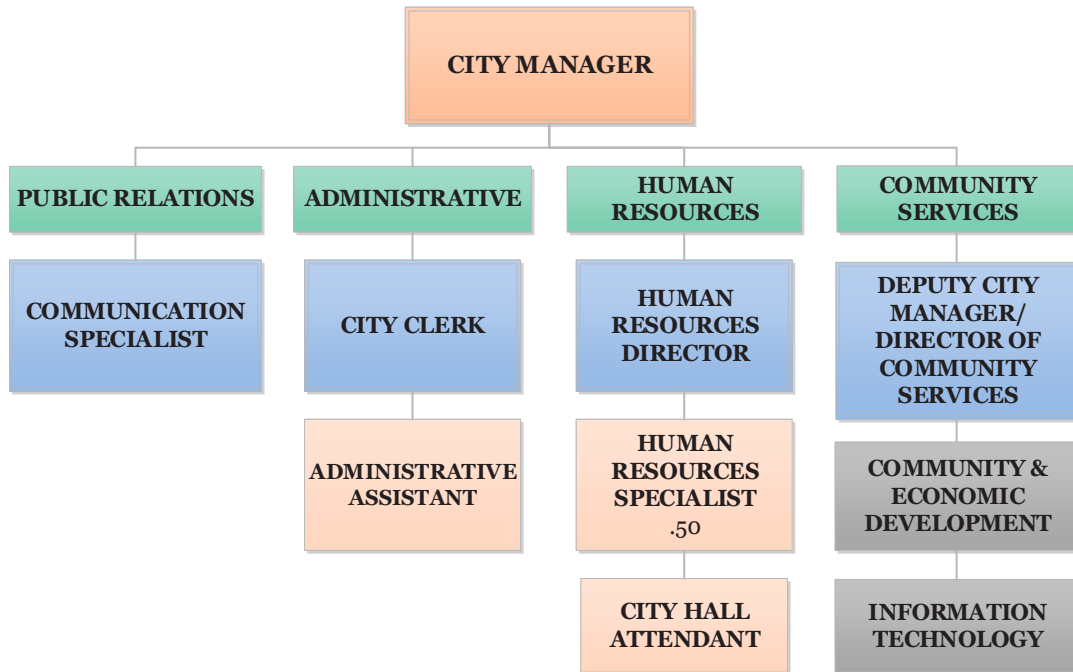 CITY MANAGER
PUBLIC RELATIONS
ADMINISTRATIVE
HUMAN
RESOURCES
COMMUNITY
SERVICES
COMMUNICATION
SPECIALIST
CITY CLERK
HUMAN
RESOURCES
DIRECTOR
DEPUTY CITY
MANAGER/
DIRECTOR OF
COMMUNITY
SERVICES
ADMINISTRATIVE
ASSISTANT
HUMAN
RESOURCES
SPECIALIST
.50
COMMUNITY &
ECONOMIC
DEVELOPMENT
CITY HALL
ATTENDANT
INFORMATION
TECHNOLOGY